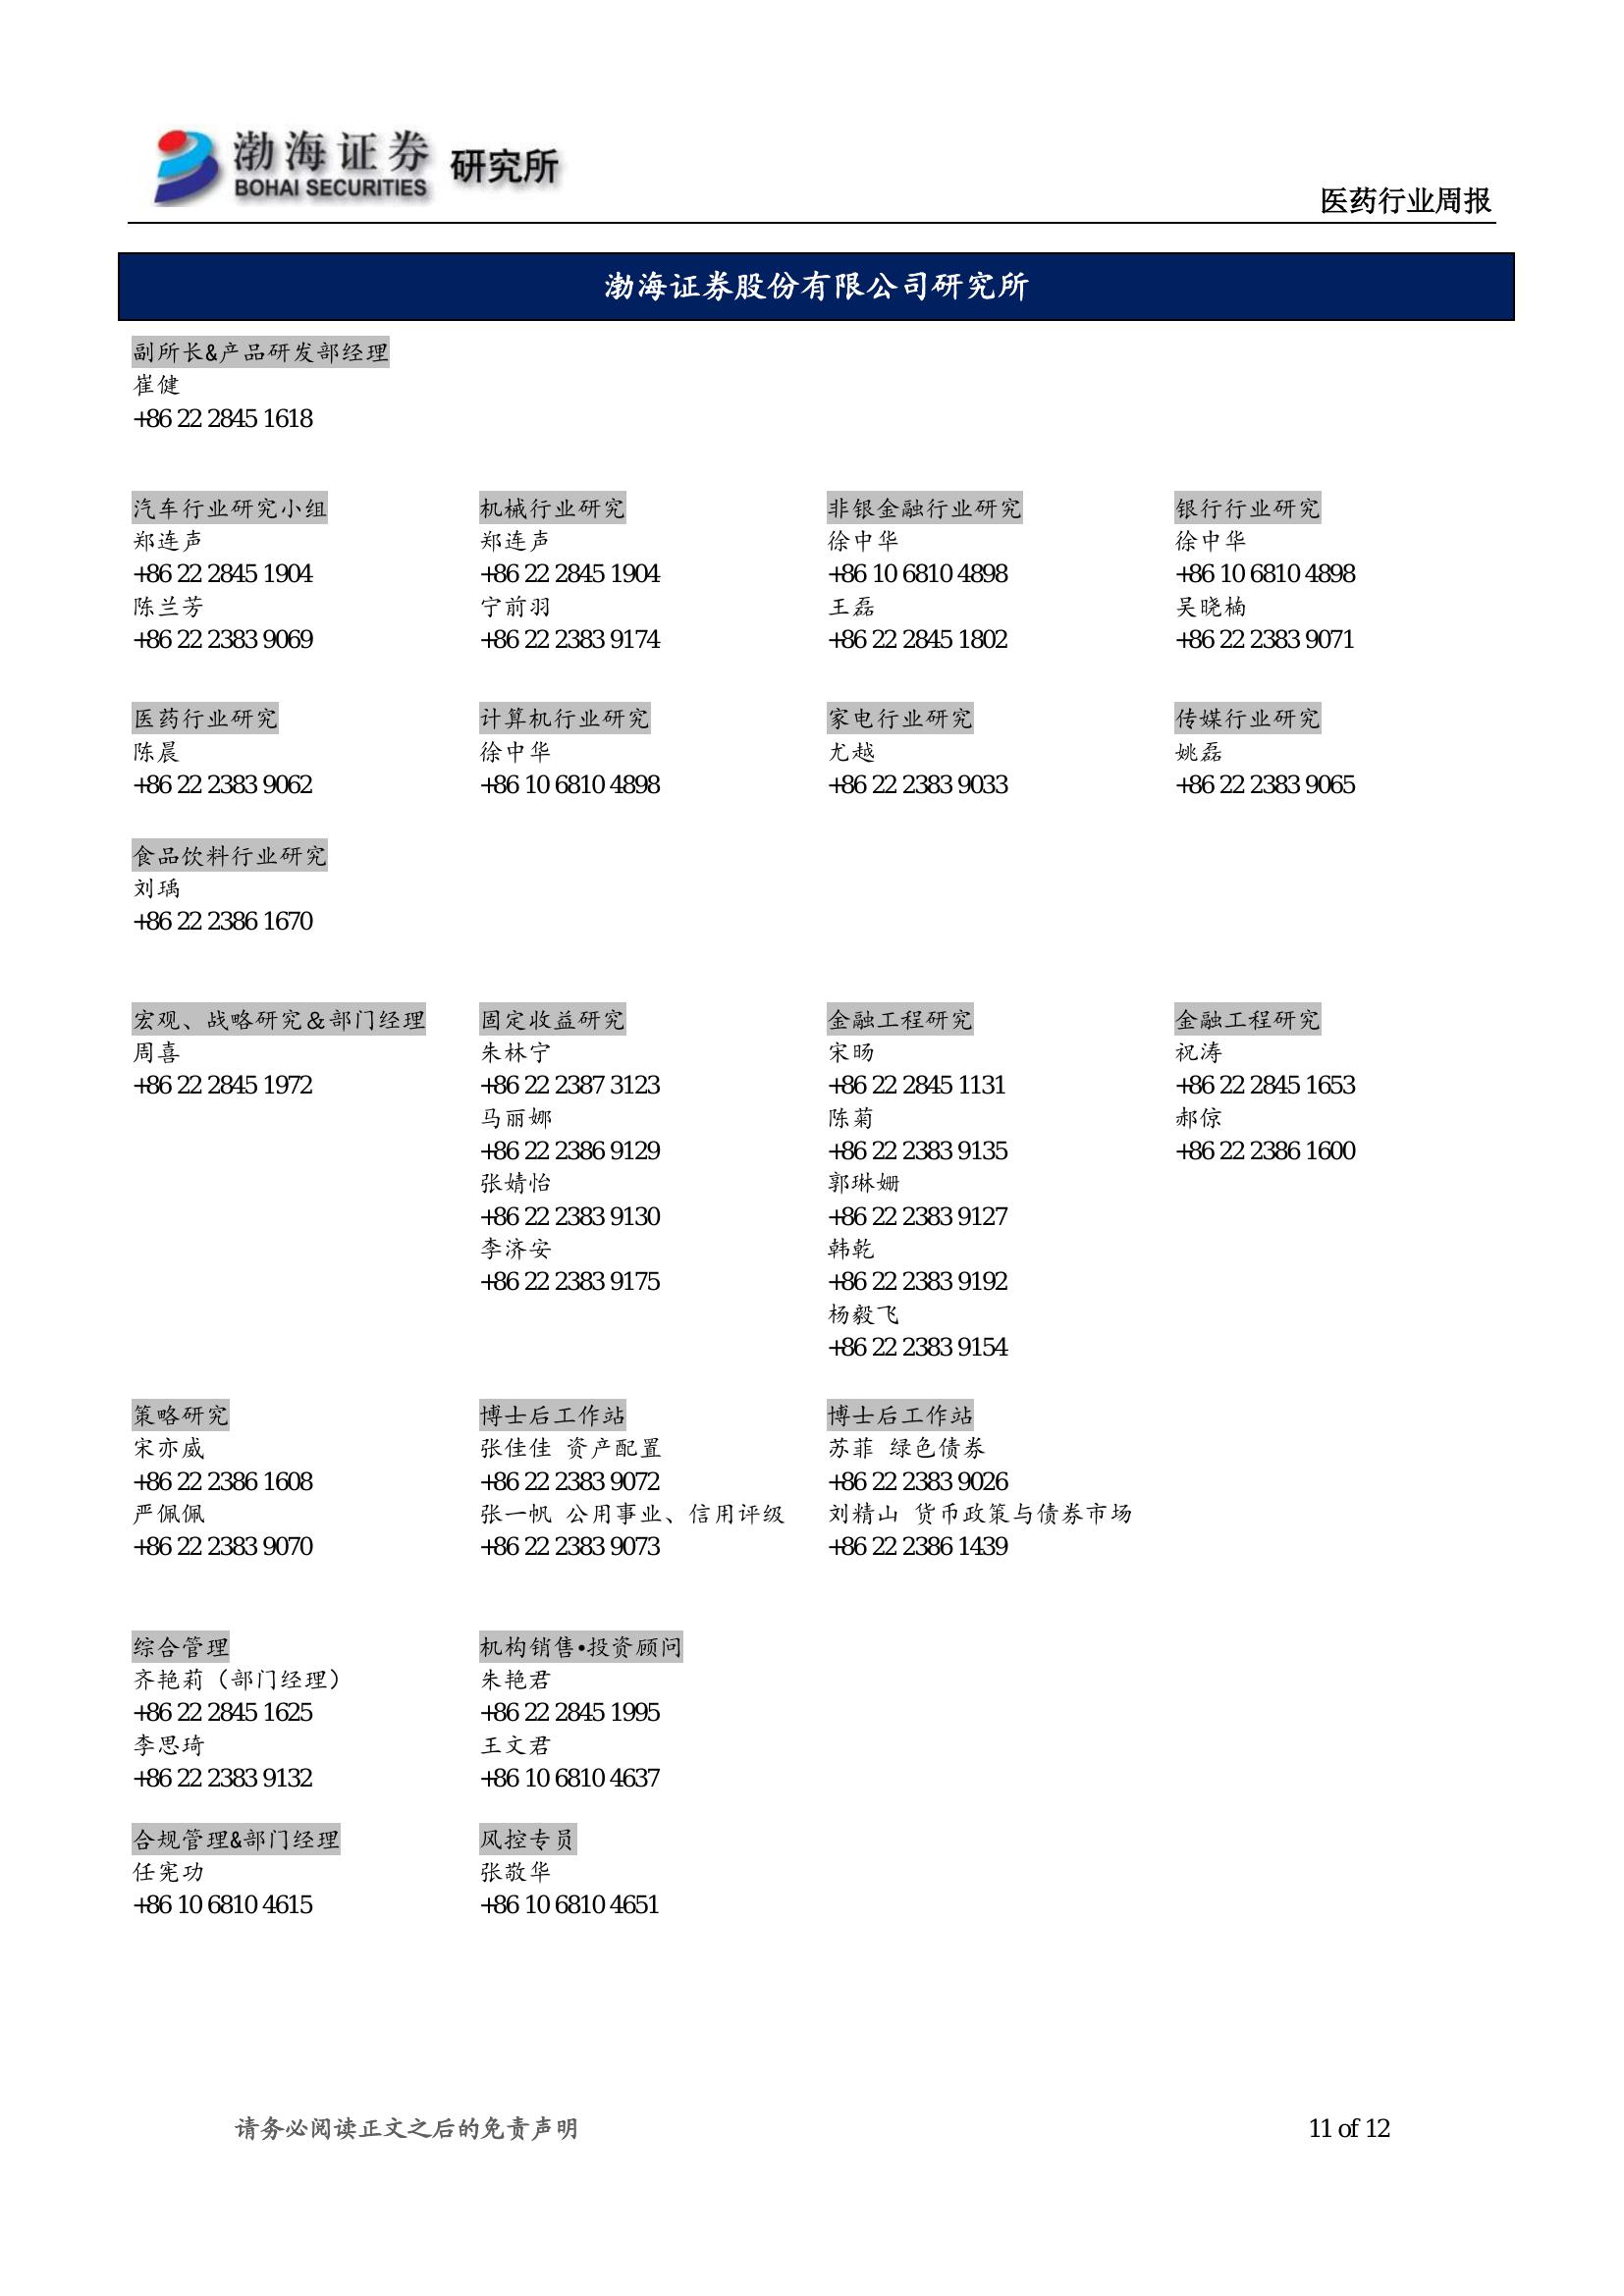 渤海证券 研究所
BOHAI SECURITIES
医药行业周报
渤海证券股份有限公司研究所
副所长&产品研发部经理
崔健
+86 22 2845 1618
汽车行业研究小组
郑连声
+86 22 2845 1904
陈兰芳
+86 22 2383 9069
机械行业研究
郑连声
+86 22 2845 1904
宁前羽
+86 22 2383 9174
非银金融行业研究
徐中华
+86 10 6810 4898
王磊
+86 22 2845 1802
银行行业研究
徐中华
+86 10 6810 4898
吴晓楠
+86 22 2383 9071
医药行业研究
陈晨
+86 22 2383 9062
计算机行业研究
徐中华
+86 10 6810 4898
家电行业研究
尤越
+86 22 2383 9033
传媒行业研究
姚磊
+86 22 2383 9065
食品饮料行业研究
刘瑀
+86 22 2386 1670
宏观、战略研究＆部门经理
周喜
+86 22 2845 1972
固定收益研究
朱林宁
+86 22 2387 3123
马丽娜
+86 22 2386 9129
张婧怡
+86 22 2383 9130
李济安
+86 22 2383 9175
金融工程研究
宋旸
+86 22 2845 1131
陈菊
+86 22 2383 9135
郭琳姗
+86 22 2383 9127
韩乾
+86 22 2383 9192
杨毅飞
+86 22 2383 9154
金融工程研究
祝涛
+86 22 2845 1653
郝倞
+86 22 2386 1600
策略研究
宋亦威
+86 22 2386 1608
严佩佩
+86 22 2383 9070
博士后工作站
张佳佳 资产配置
+86 22 2383 9072
张一帆 公用事业、信用评级
+86 22 2383 9073
博士后工作站
苏菲 绿色债券
+86 22 2383 9026
刘精山 货币政策与债券市场
+86 22 2386 1439
综合管理
齐艳莉（部门经理）
+86 22 2845 1625
李思琦
+86 22 2383 9132
机构销售•投资顾问
朱艳君
+86 22 2845 1995
王文君
+86 10 6810 4637
合规管理&部门经理
任宪功
+86 10 6810 4615
风控专员
张敬华
+86 10 6810 4651
请务必阅读正文之后的免责声明
11 of 12